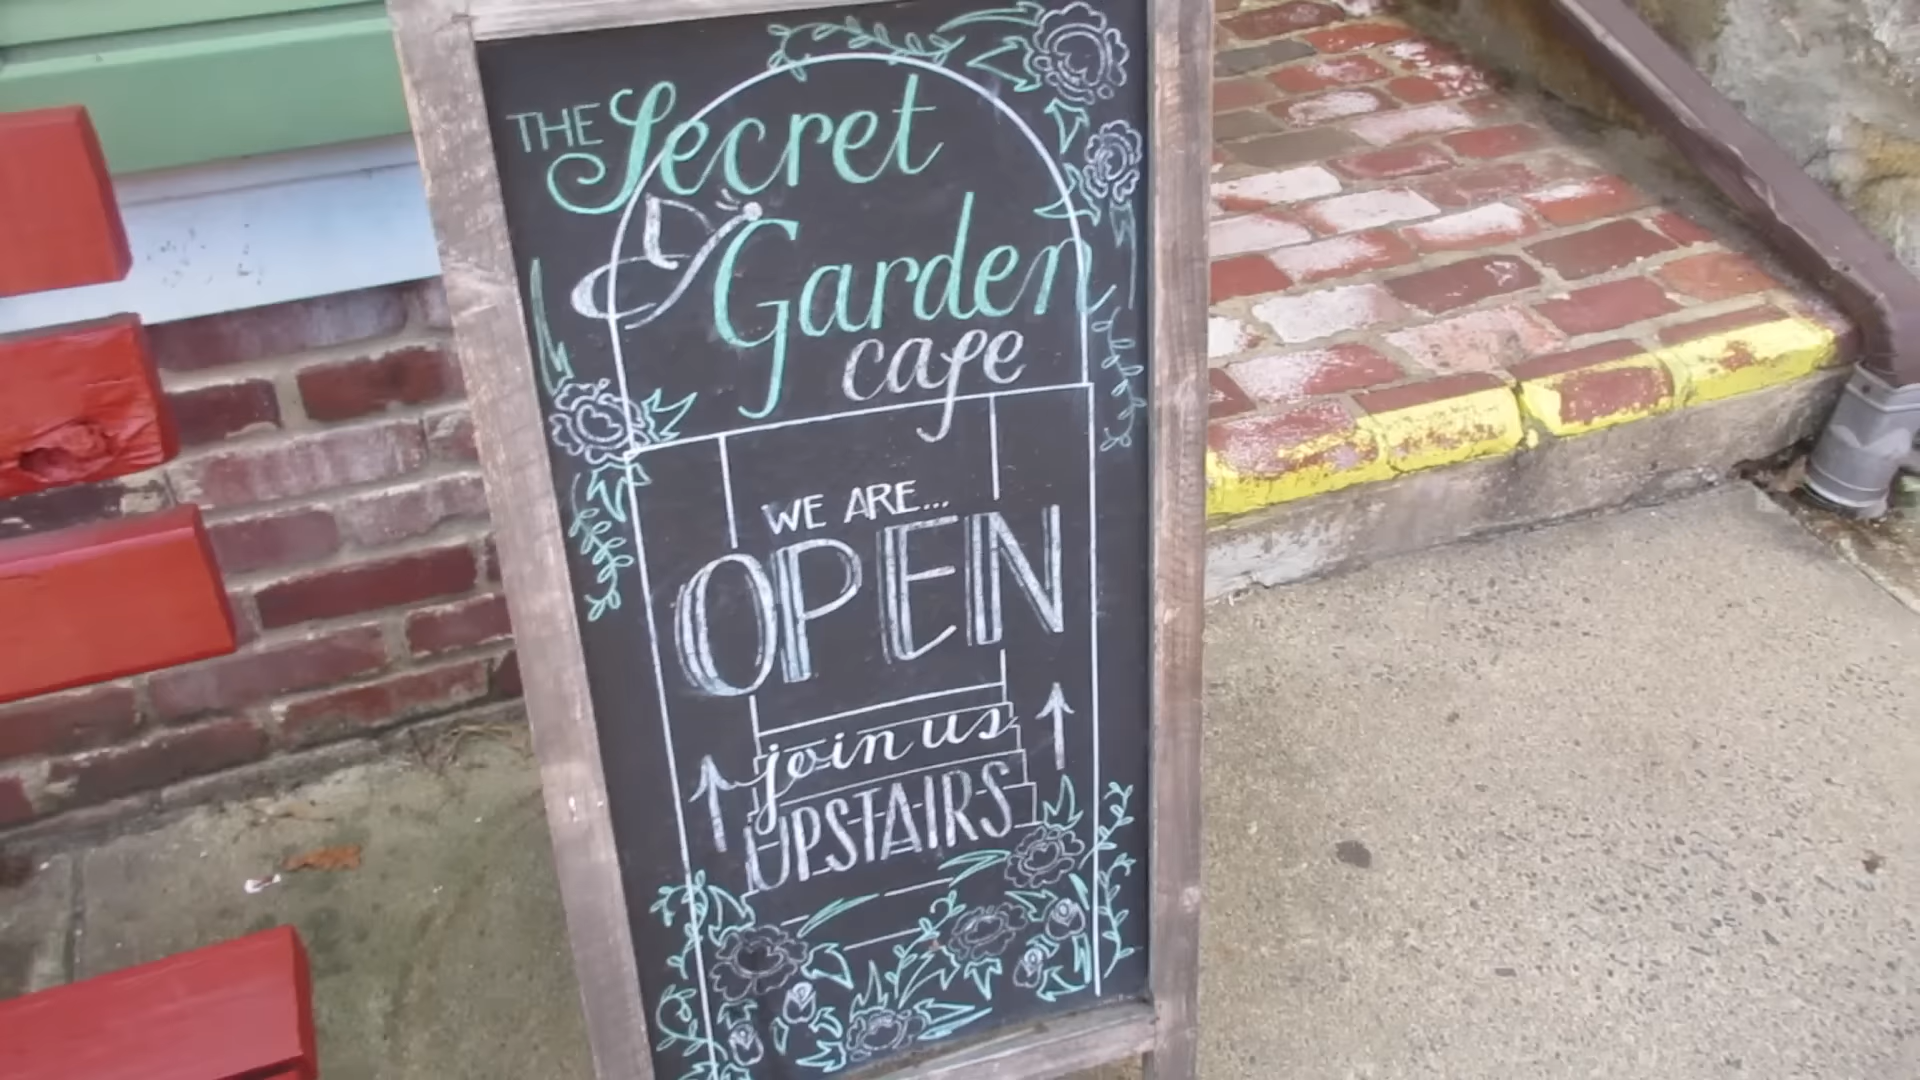 THE Secret
Garden
cafe
WE ARE...
OPEN
join us
UPSTAIRS